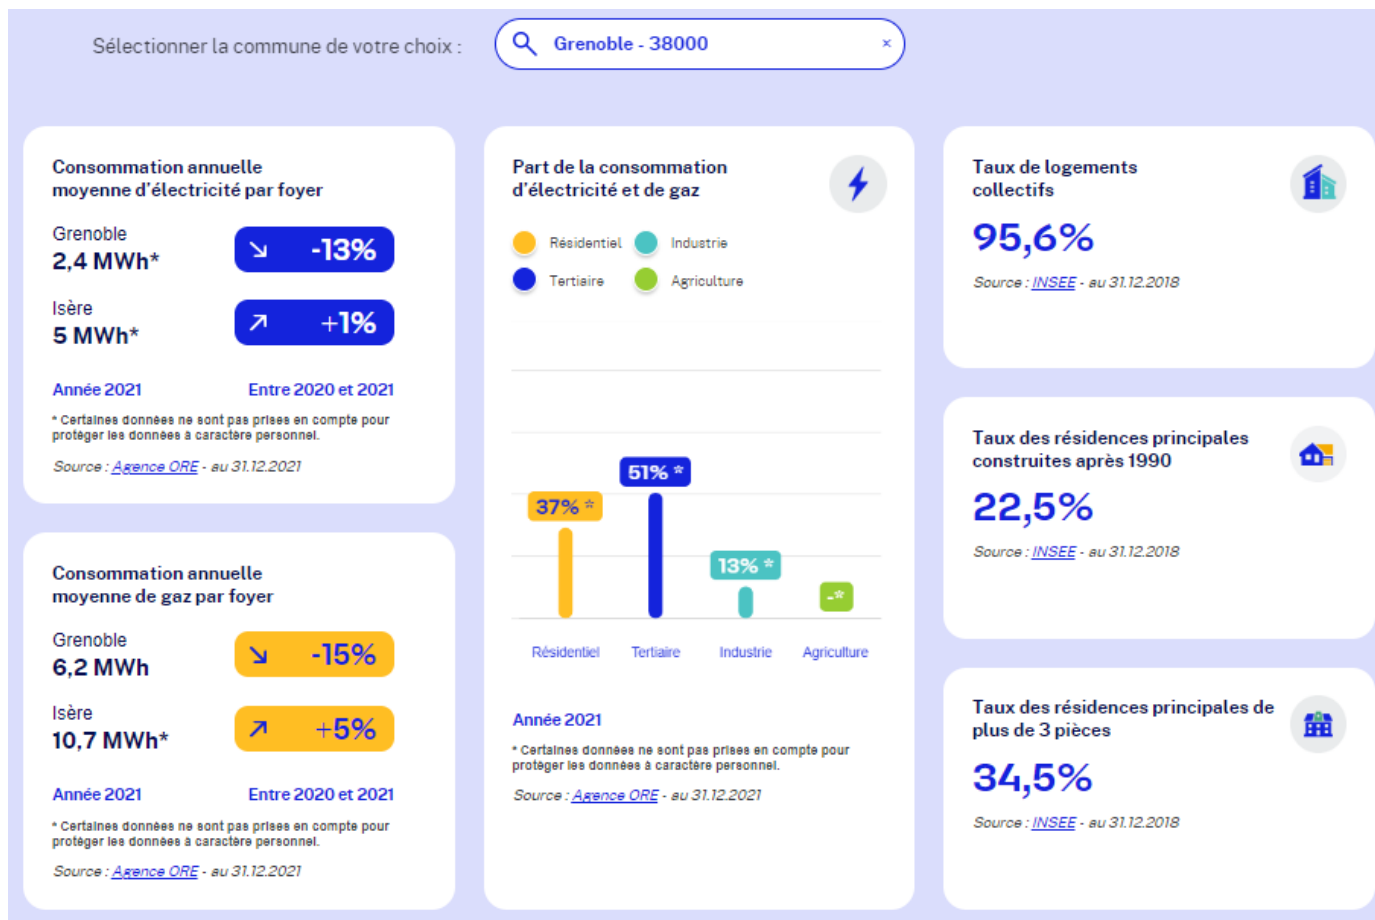 Sélectionner la commune de votre choix :
Grenoble - 38000
×
Consommation annuelle
moyenne d'électricité par foyer
Grenoble
2,4 MWh*
-13%
Isère
5 MWh*
+1%
Année 2021
Entre 2020 et 2021
* Certaines données ne sont pas prises en compte pour
protéger les données à caractère personnel.
Source : Agence ORE - au 31.12.2021
Consommation annuelle
moyenne de gaz par foyer
Grenoble
6,2 MWh
-15%
Isère
10,7 MWh*
+5%
Année 2021
Entre 2020 et 2021
* Certaines données ne sont pas prises en compte pour
protéger les données à caractère personnel.
Source : Agence ORE - au 31.12.2021
Part de la consommation
d'électricité et de gaz
Résidentiel
Industrie
Tertiaire
Agriculture
37% *
51% *
13% *
-*
Résidentiel
Tertiaire
Industrie
Agriculture
Année 2021
* Certaines données ne sont pas prises en compte pour
protéger les données à caractère personnel.
Source : Agence ORE - au 31.12.2021
Taux de logements
collectifs
95,6%
Source : INSEE - au 31.12.2018
Taux des résidences principales
construites après 1990
22,5%
Source : INSEE - au 31.12.2018
Taux des résidences principales de
plus de 3 pièces
34,5%
Source : INSEE - au 31.12.2018